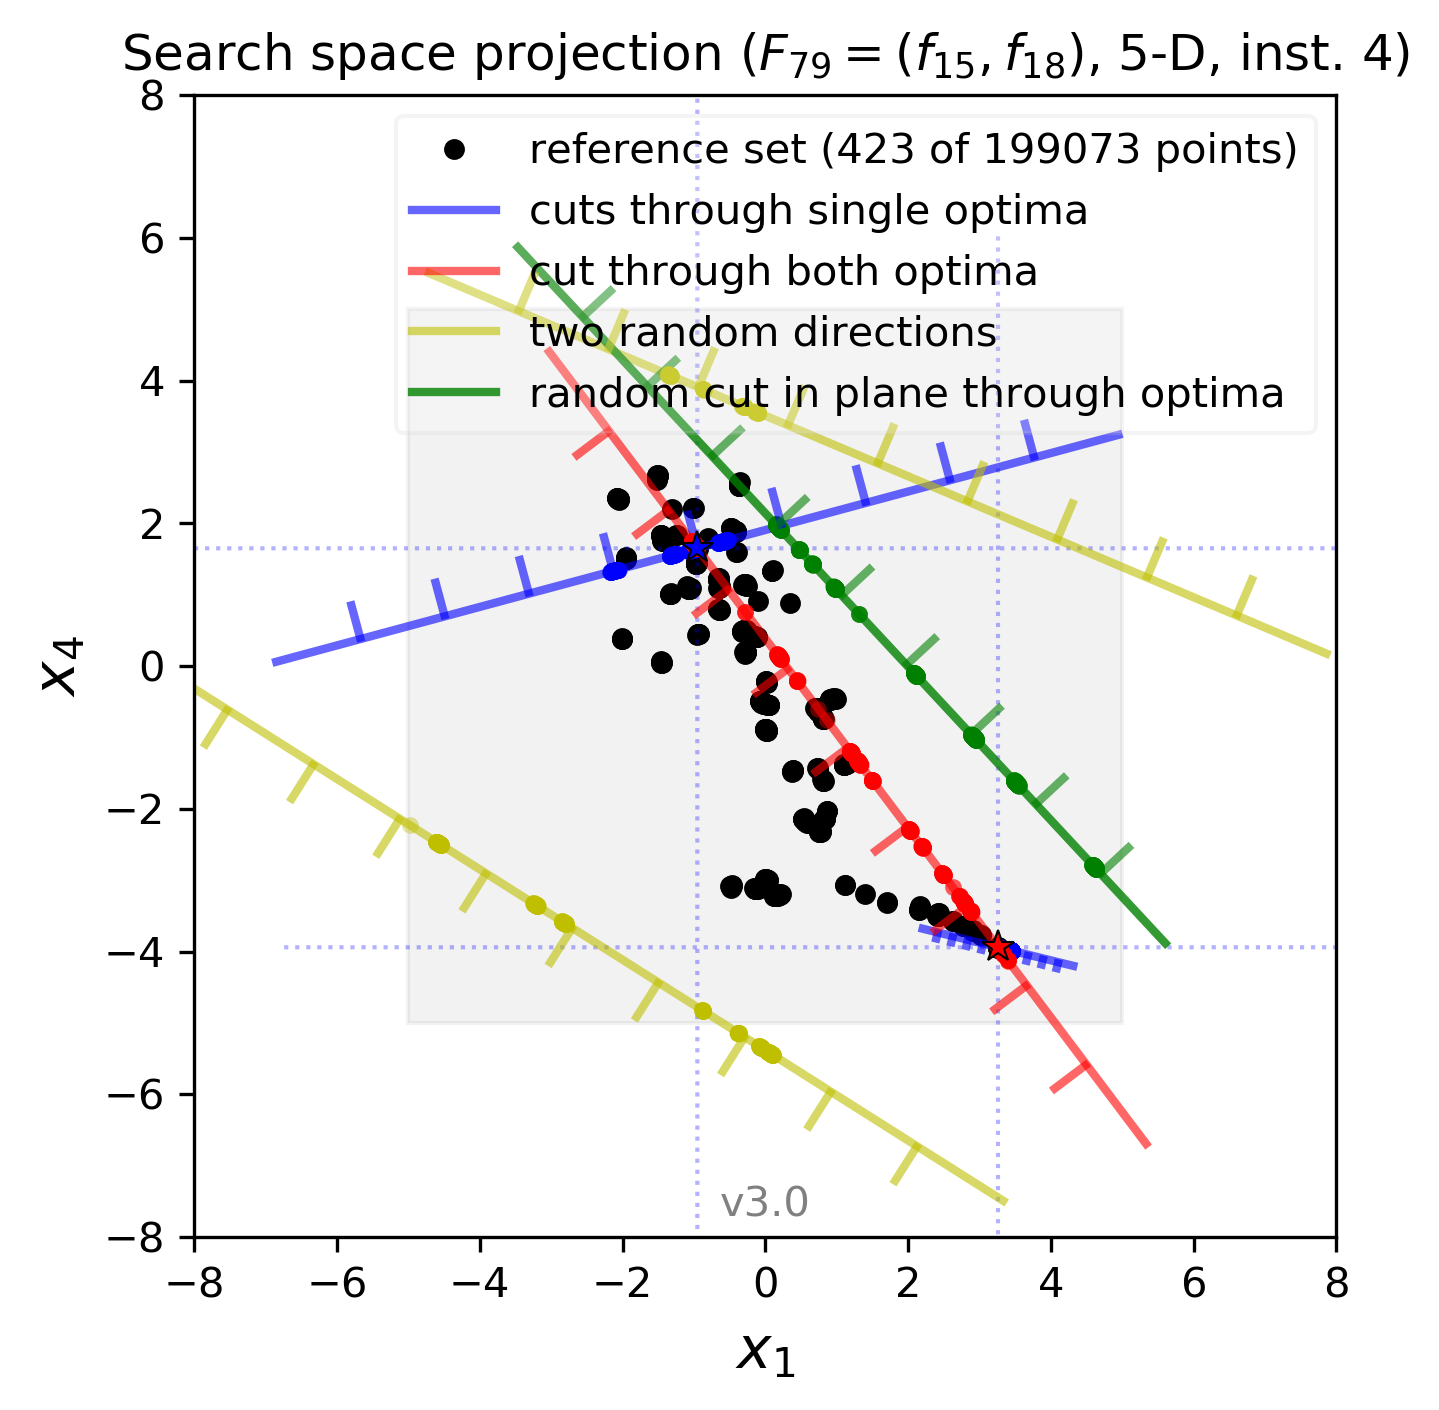 Search space projection (F₇₉ = (f₁₅, f₁₈), 5-D, inst. 4)
8
6
4
2
0
−2
−4
−6
−8
x₄
reference set (423 of 199073 points)
cuts through single optima
cut through both optima
two random directions
random cut in plane through optima
v3.0
−8 −6 −4 −2 0 2 4 6 8
x₁